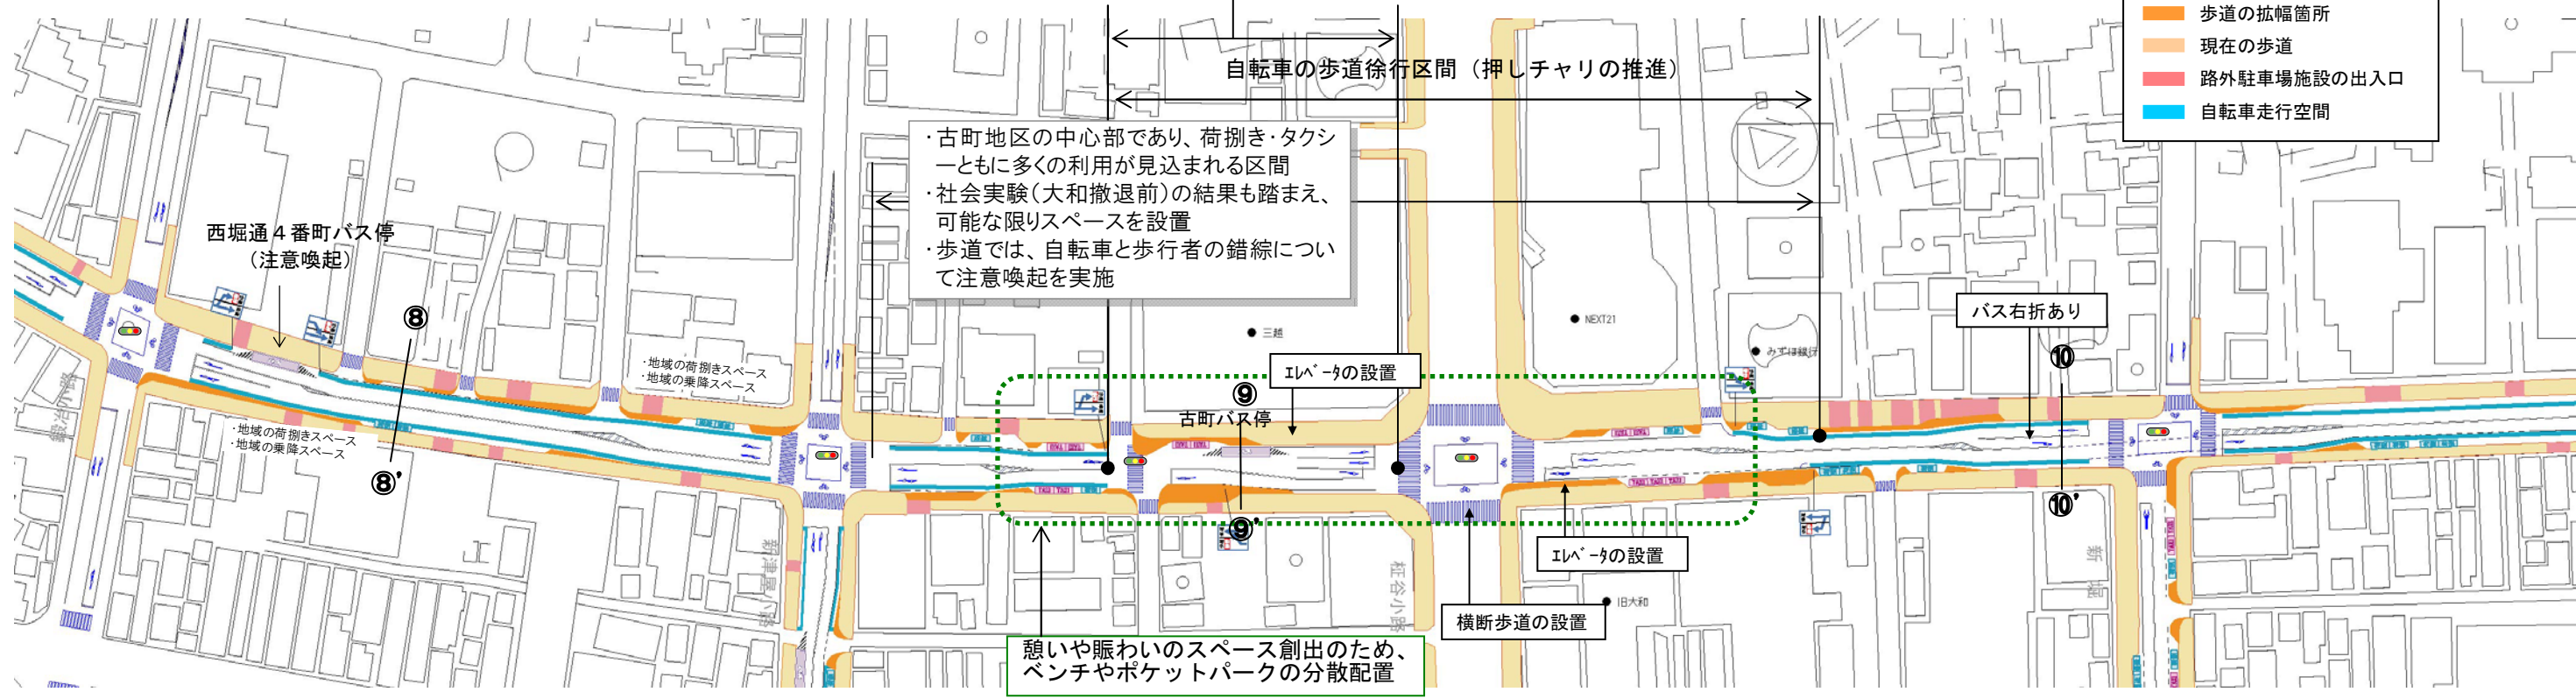 歩道の拡幅箇所
現在の歩道
路外駐車場施設の出入口
自転車走行空間
自転車の歩道徐行区間（押しチャリの推進）
・古町地区の中心部であり、荷捌き・タクシ
ーともに多くの利用が見込まれる区間
・社会実験（大和撤退前）の結果も踏まえ、
可能な限りスペースを設置
・歩道では、自転車と歩行者の錯綜につい
て注意喚起を実施
西堀通４番町バス停
（注意喚起）
⑧
・地域の荷捌きスペース
・地域の乗降スペース
・地域の荷捌きスペース
・地域の乗降スペース
⑧'
三越
NEXT21
みずほ銀行
バス右折あり
⑩
ｴﾚﾍﾞｰﾀの設置
⑨
古町バス停
⑨'
⑩'
ｴﾚﾍﾞｰﾀの設置
旧大和
横断歩道の設置
新津屋小路
柾谷小路
新堀
憩いや賑わいのスペース創出のため、
ベンチやポケットパークの分散配置